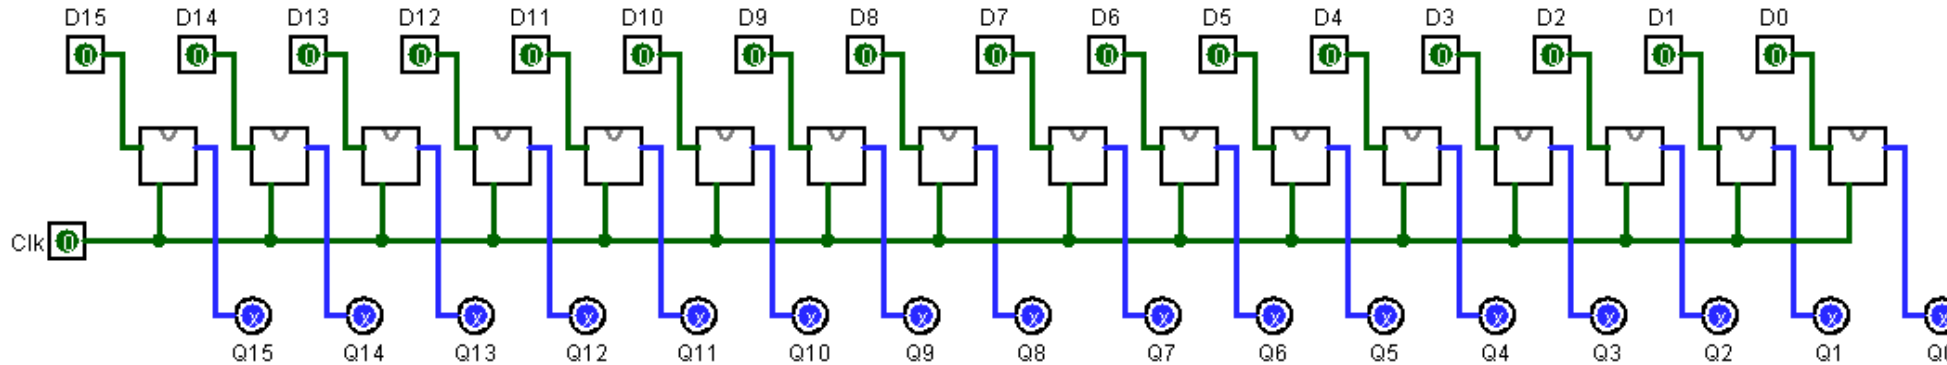 D15 D14 D13 D12 D11 D10 D9 D8 D7 D6 D5 D4 D3 D2 D1 D0
0 0 0 0 0 0 0 0 0 0 0 0 0 0 0 0
Clk 0
x x x x x x x x x x x x x x x x
Q15 Q14 Q13 Q12 Q11 Q10 Q9 Q8 Q7 Q6 Q5 Q4 Q3 Q2 Q1